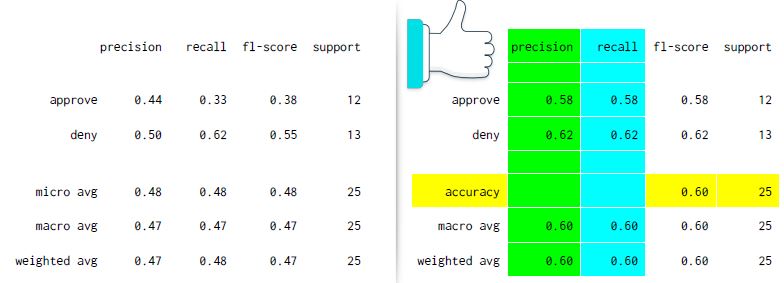 precision recall fl-score support
approve 0.44 0.33 0.38 12
deny 0.50 0.62 0.55 13
micro avg 0.48 0.48 0.48 25
macro avg 0.47 0.47 0.47 25
weighted avg 0.47 0.48 0.47 25
precision recall fl-score support
approve 0.58 0.58 0.58 12
deny 0.62 0.62 0.62 13
accuracy 0.60 25
macro avg 0.60 0.60 0.60 25
weighted avg 0.60 0.60 0.60 25